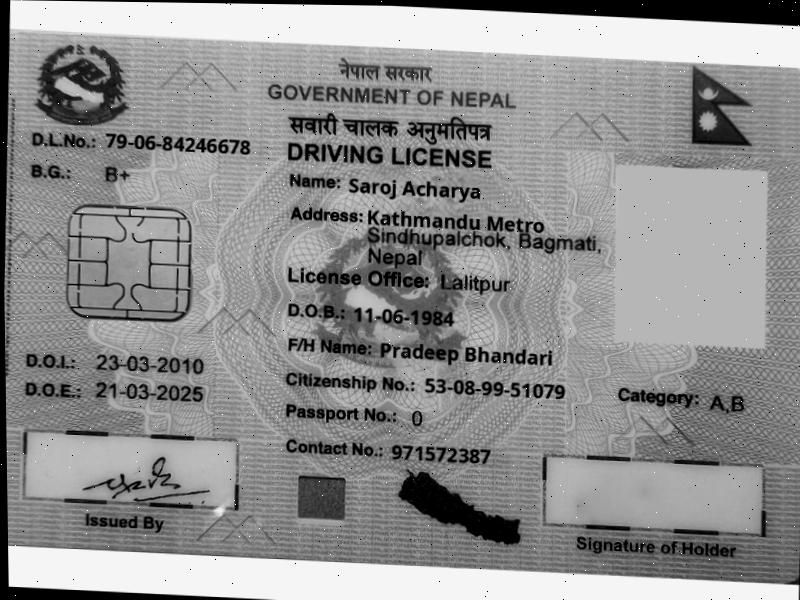 नेपाल सरकार
GOVERNMENT OF NEPAL
सवारी चालक अनुमतिपत्र
DRIVING LICENSE
D.L.No.: 79-06-84246678
B.G.: B+
Name: Saroj Acharya
Address: Kathmandu Metro
Sindhupalchok, Bagmati,
Nepal
License Office: Lalitpur
D.O.B.: 11-06-1984
F/H Name: Pradeep Bhandari
D.O.I.: 23-03-2010
D.O.E.: 21-03-2025
Citizenship No.: 53-08-99-51079
Category: A,B
Passport No.: 0
Contact No.: 971572387
Issued By
Signature of Holder